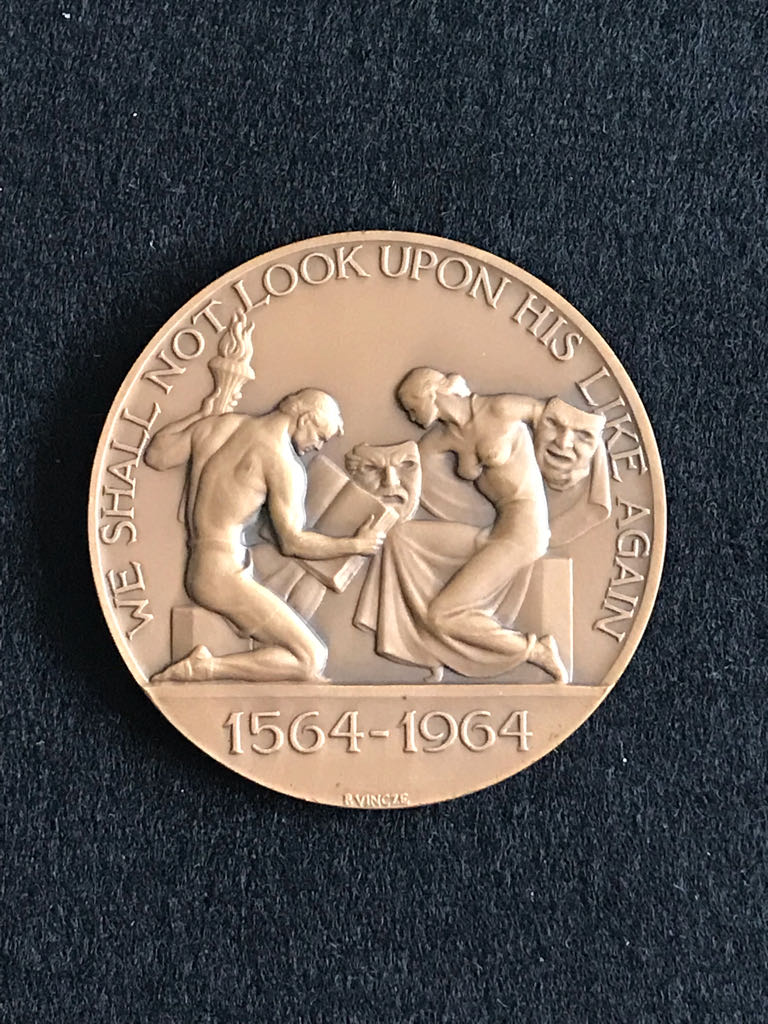 WE SHALL NOT LOOK UPON HIS LIKE AGAIN
1564-1964
P.VINCZE